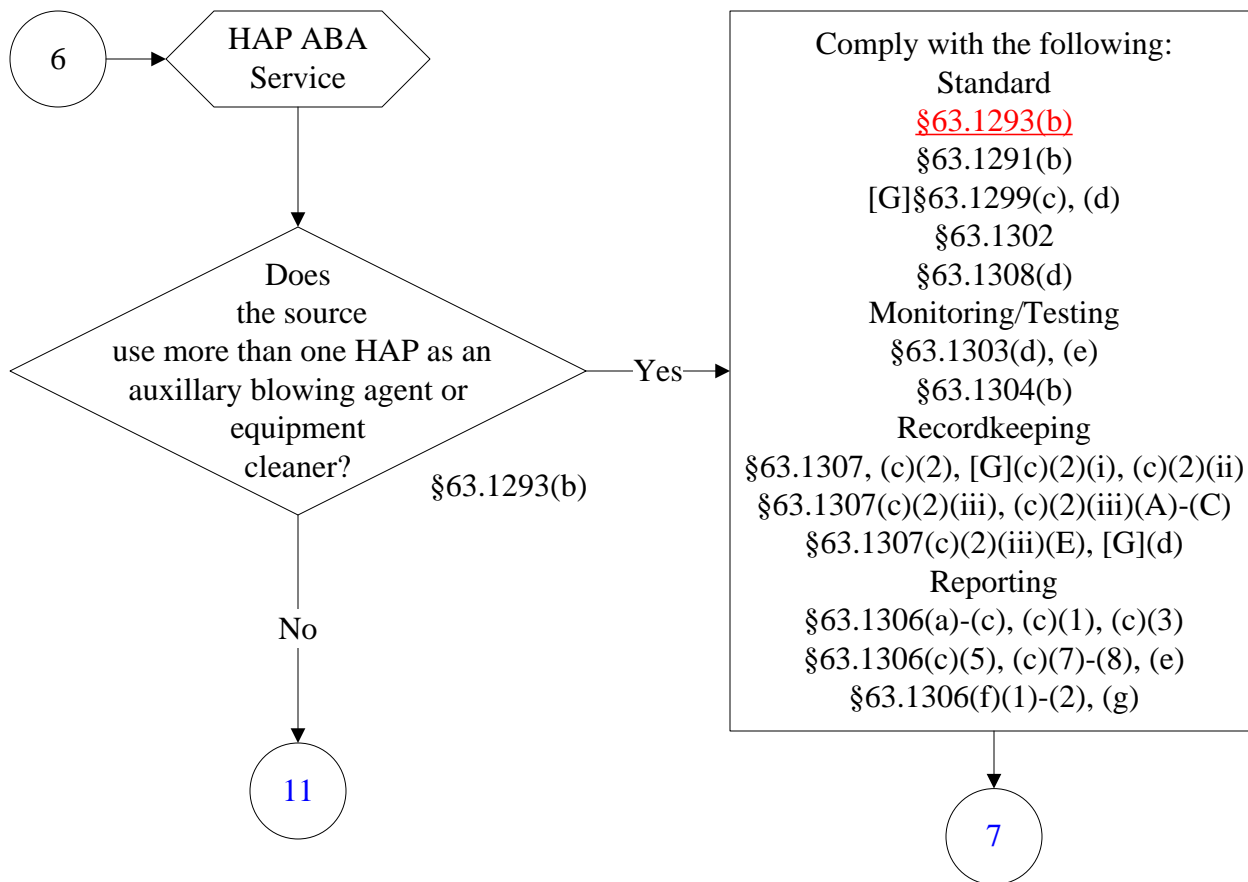 6
HAP ABA
Service
Does
the source
use more than one HAP as an
auxillary blowing agent or
equipment
cleaner?
§63.1293(b)
Yes
No
11
Comply with the following:
Standard
§63.1293(b)
§63.1291(b)
[G]§63.1299(c), (d)
§63.1302
§63.1308(d)
Monitoring/Testing
§63.1303(d), (e)
§63.1304(b)
Recordkeeping
§63.1307, (c)(2), [G](c)(2)(i), (c)(2)(ii)
§63.1307(c)(2)(iii), (c)(2)(iii)(A)-(C)
§63.1307(c)(2)(iii)(E), [G](d)
Reporting
§63.1306(a)-(c), (c)(1), (c)(3)
§63.1306(c)(5), (c)(7)-(8), (e)
§63.1306(f)(1)-(2), (g)
7